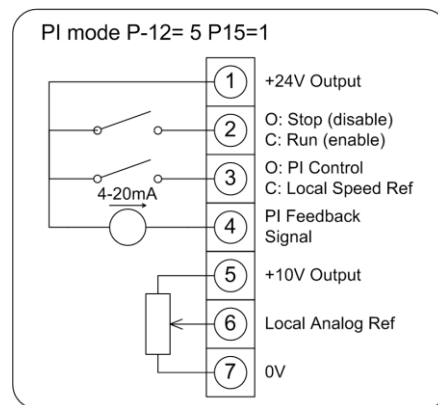 PI mode P-12= 5 P15=1
1 +24V Output
2 O: Stop (disable)
C: Run (enable)
3 O: PI Control
C: Local Speed Ref
4-20mA
4 PI Feedback
Signal
5 +10V Output
6 Local Analog Ref
7 0V